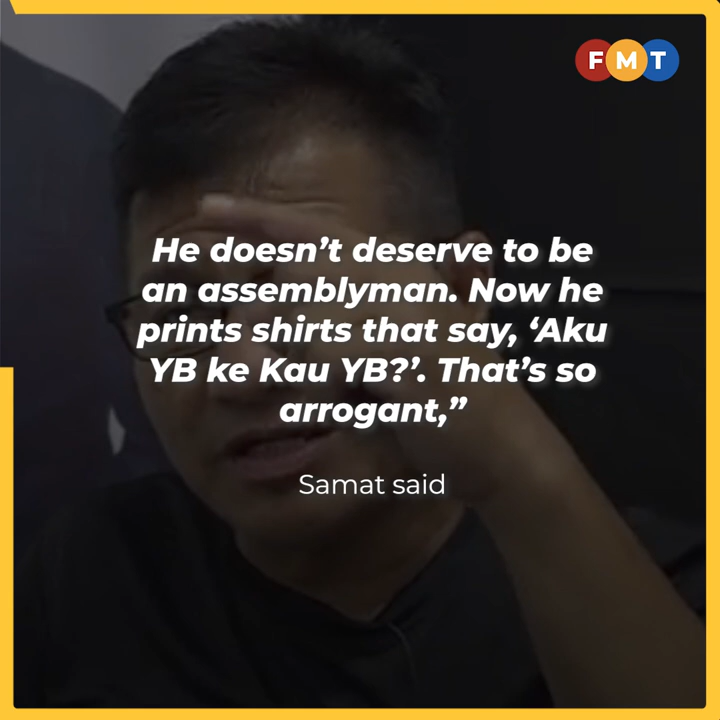 FMT
He doesn’t deserve to be
an assemblyman. Now he
prints shirts that say, ‘Aku
YB ke Kau YB?’. That’s so
arrogant,”
Samat said